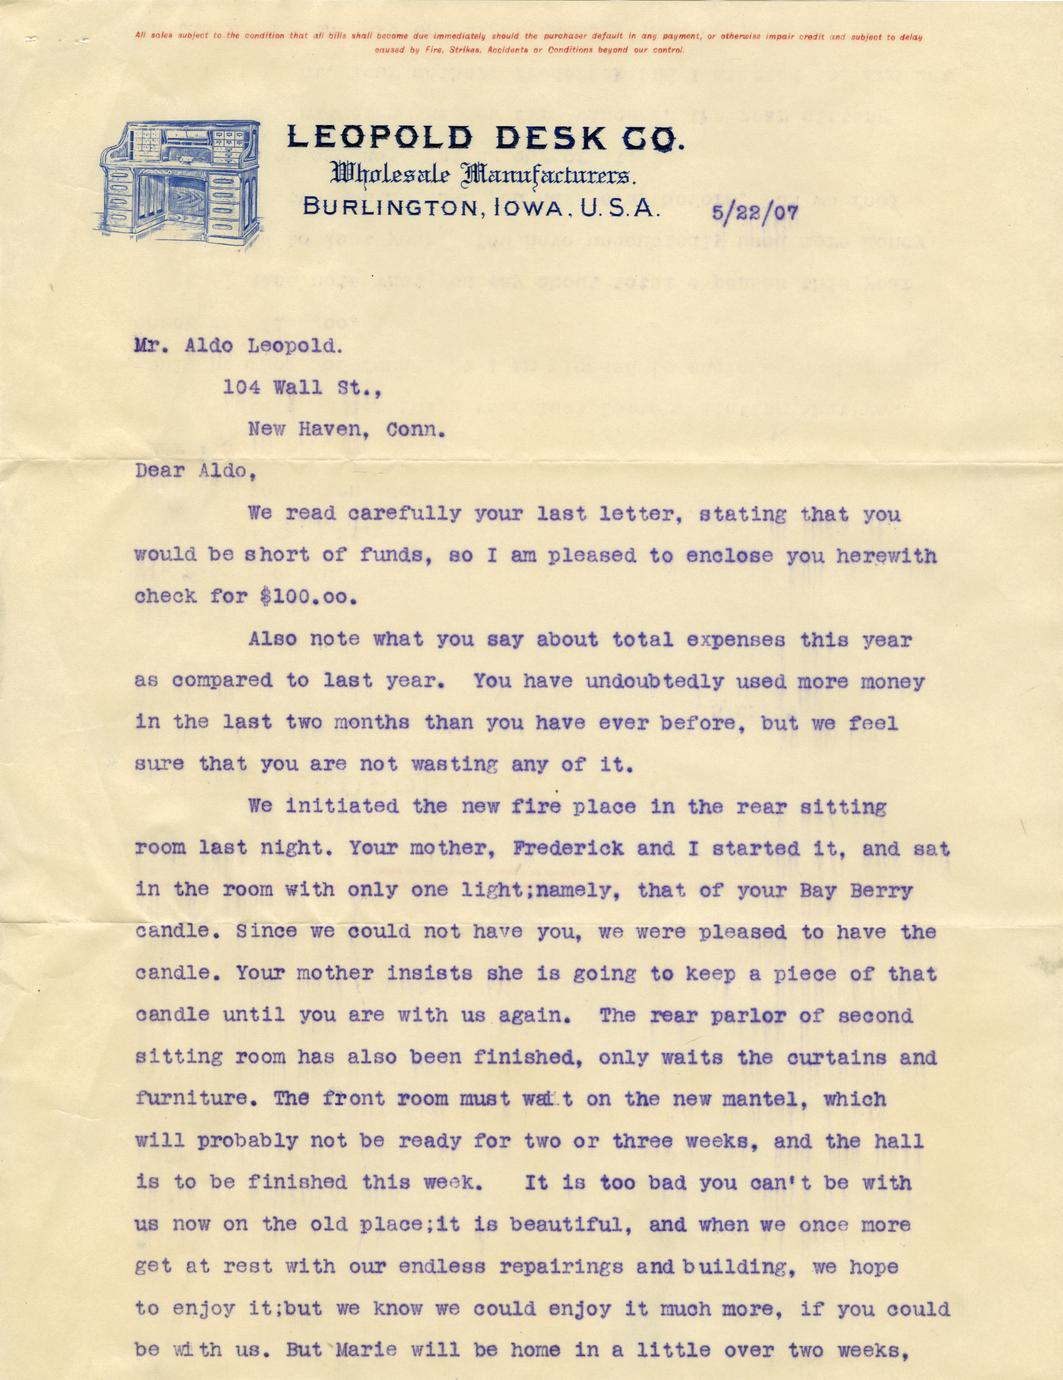 All sales subject to the condition that all bills shall become due immediately should the purchaser default in any payment, or otherwise impair credit and subject to delay
caused by Fire, Strikes, Accidents or Conditions beyond our control.
LEOPOLD DESK CO.
Wholesale Manufacturers.
BURLINGTON, IOWA, U.S.A. 5/22/07
Mr. Aldo Leopold.
104 Wall St.,
New Haven, Conn.
Dear Aldo,
We read carefully your last letter, stating that you
would be short of funds, so I am pleased to enclose you herewith
check for $100.oo.
Also note what you say about total expenses this year
as compared to last year. You have undoubtedly used more money
in the last two months than you have ever before, but we feel
sure that you are not wasting any of it.
We initiated the new fire place in the rear sitting
room last night. Your mother, Frederick and I started it, and sat
in the room with only one light;namely, that of your Bay Berry
candle. Since we could not have you, we were pleased to have the
candle. Your mother insists she is going to keep a piece of that
candle until you are with us again. The rear parlor of second
sitting room has also been finished, only waits the curtains and
furniture. The front room must wait on the new mantel, which
will probably not be ready for two or three weeks, and the hall
is to be finished this week. It is too bad you can't be with
us now on the old place;it is beautiful, and when we once more
get at rest with our endless repairings and building, we hope
to enjoy it;but we know we could enjoy it much more, if you could
be with us. But Marie will be home in a little over two weeks,